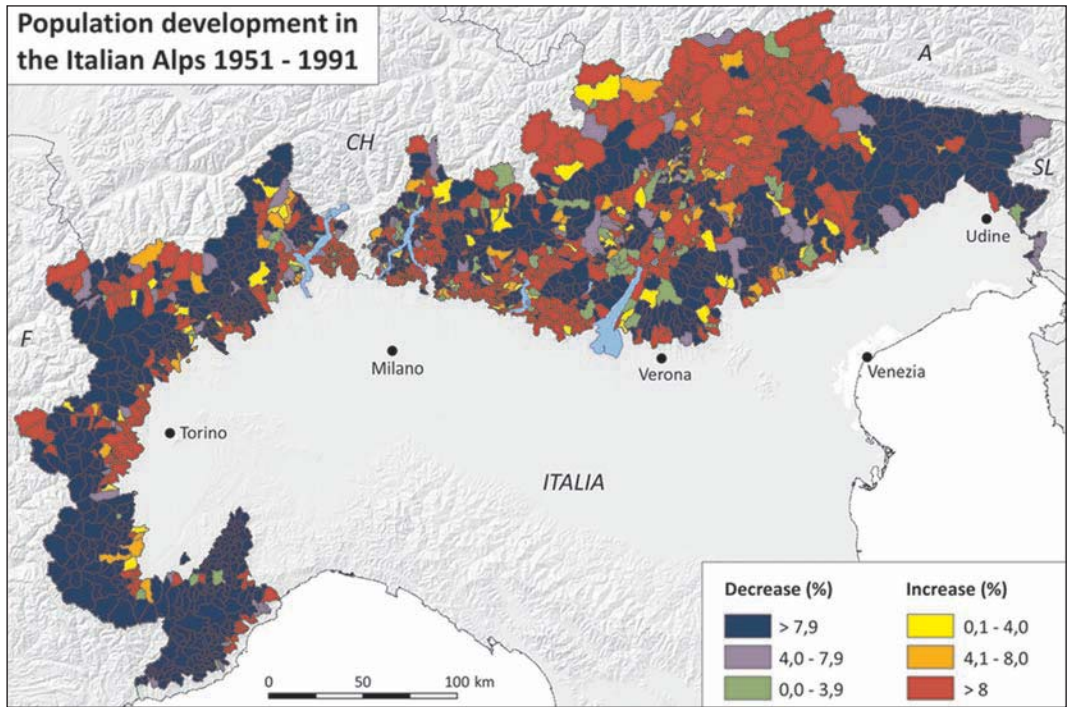 Population development in
the Italian Alps 1951 - 1991
A
CH
SL
Udine
F
Milano
Verona
Venezia
Torino
ITALIA
Decrease (%)
> 7,9
4,0 - 7,9
0,0 - 3,9
Increase (%)
0,1 - 4,0
4,1 - 8,0
> 8
0 50 100 km